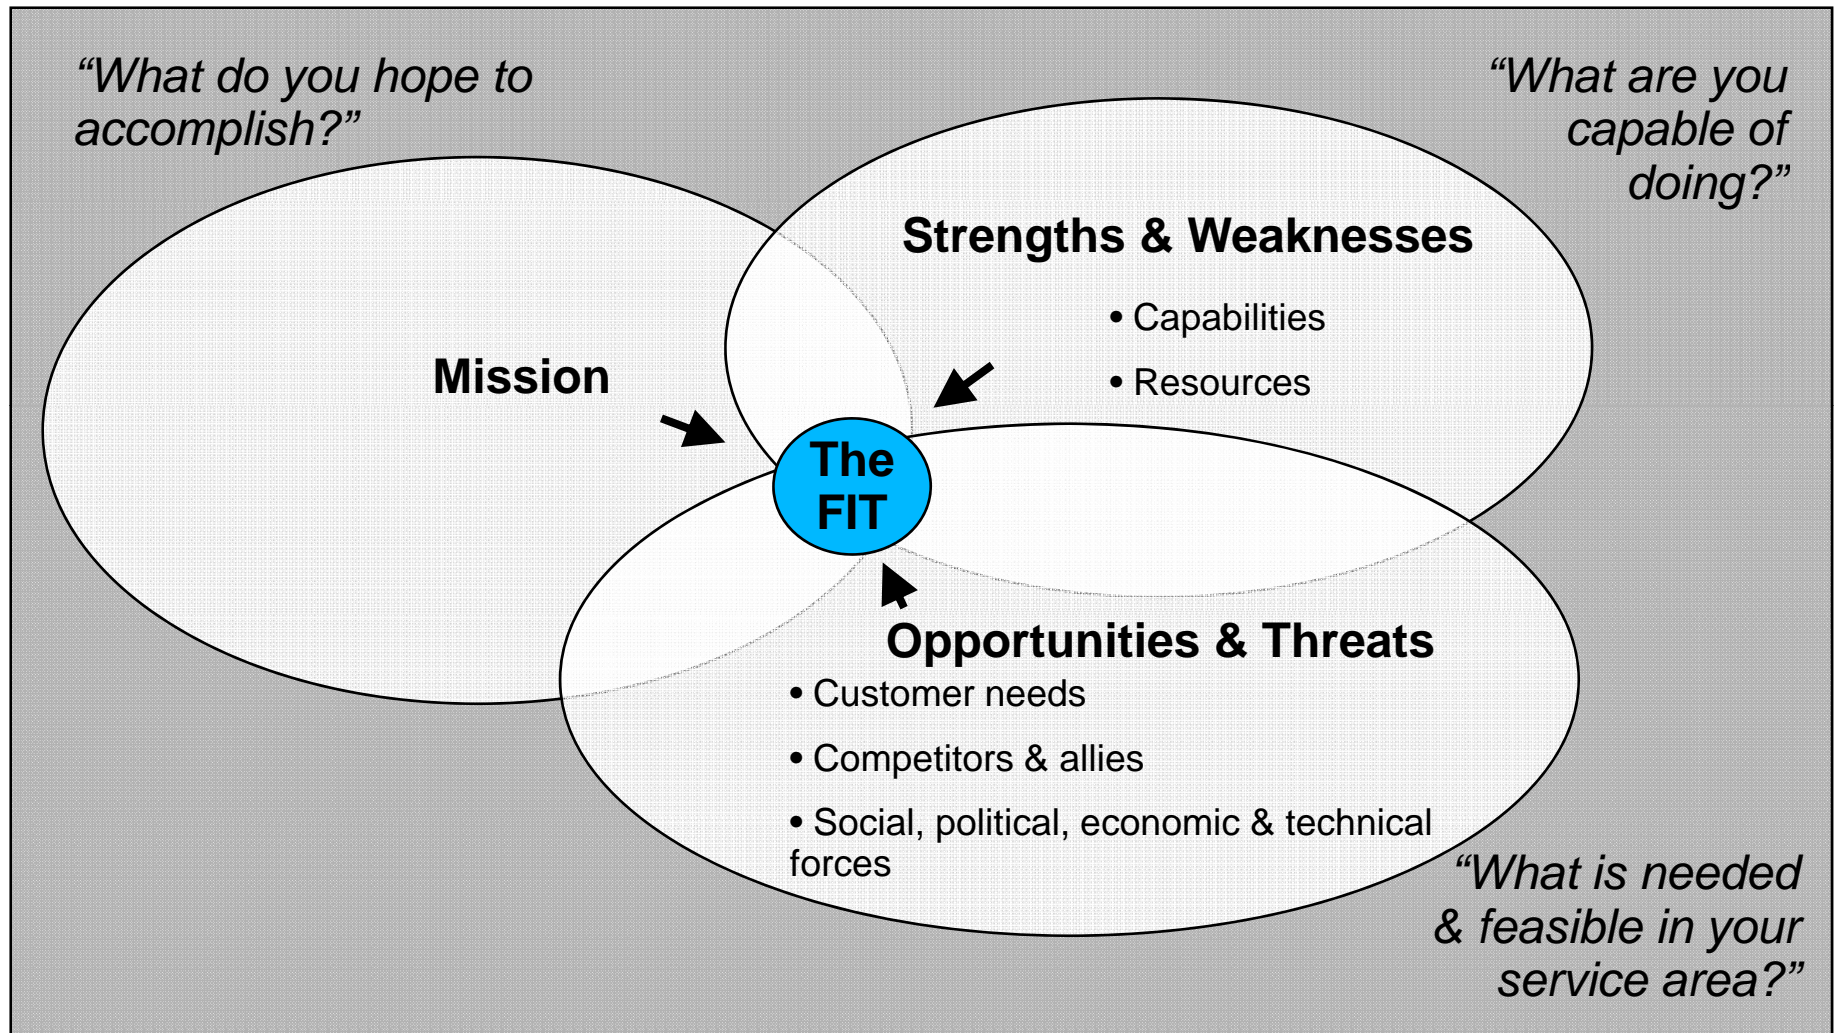 “What do you hope to
accomplish?”
“What are you
capable of
doing?”
Strengths & Weaknesses
• Capabilities
• Resources
Mission
The
FIT
Opportunities & Threats
• Customer needs
• Competitors & allies
• Social, political, economic & technical
forces
“What is needed
& feasible in your
service area?”